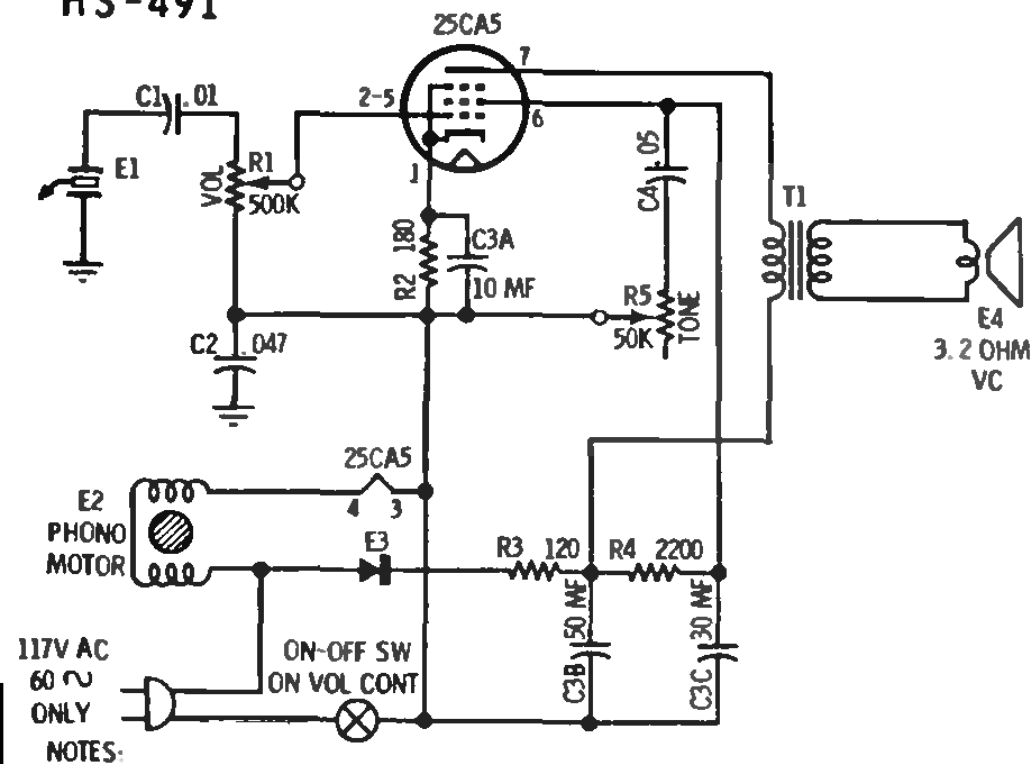 HS-491
25CA5
7
C1 .01
2-5
6
E1
VOL
R1
500K
1
C4 .05
T1
R2 180
C3A
10 MF
R5
50K
TONE
E4
3.2 OHM
VC
C2 .047
25CA5
4 3
E2
PHONO
MOTOR
E3
R3 120
R4 2200
C3B 50 MF
C3C 30 MF
117V AC
60 ∿
ONLY
ON-OFF SW
ON VOL CONT
NOTES: